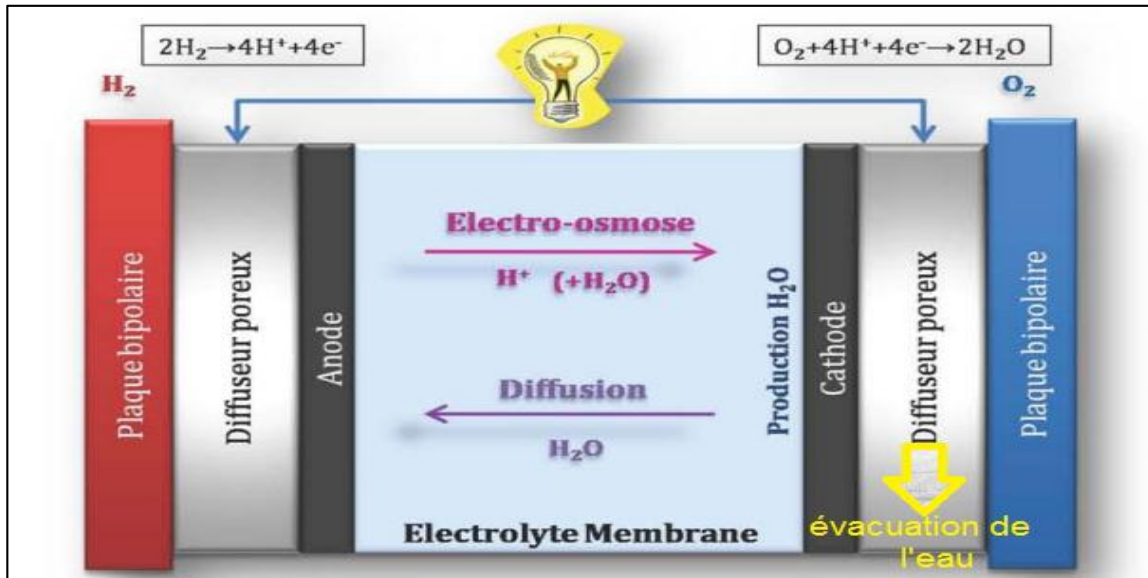 2H₂→4H⁺+4e⁻
O₂+4H⁺+4e⁻→2H₂O
H₂
O₂
Plaque bipolaire
Diffuseur poreux
Anode
Electro-osmose
H⁺ (+H₂O)
Diffusion
H₂O
Electrolyte Membrane
Production H₂O
Cathode
Diffuseur poreux
Plaque bipolaire
évacuation de
l'eau